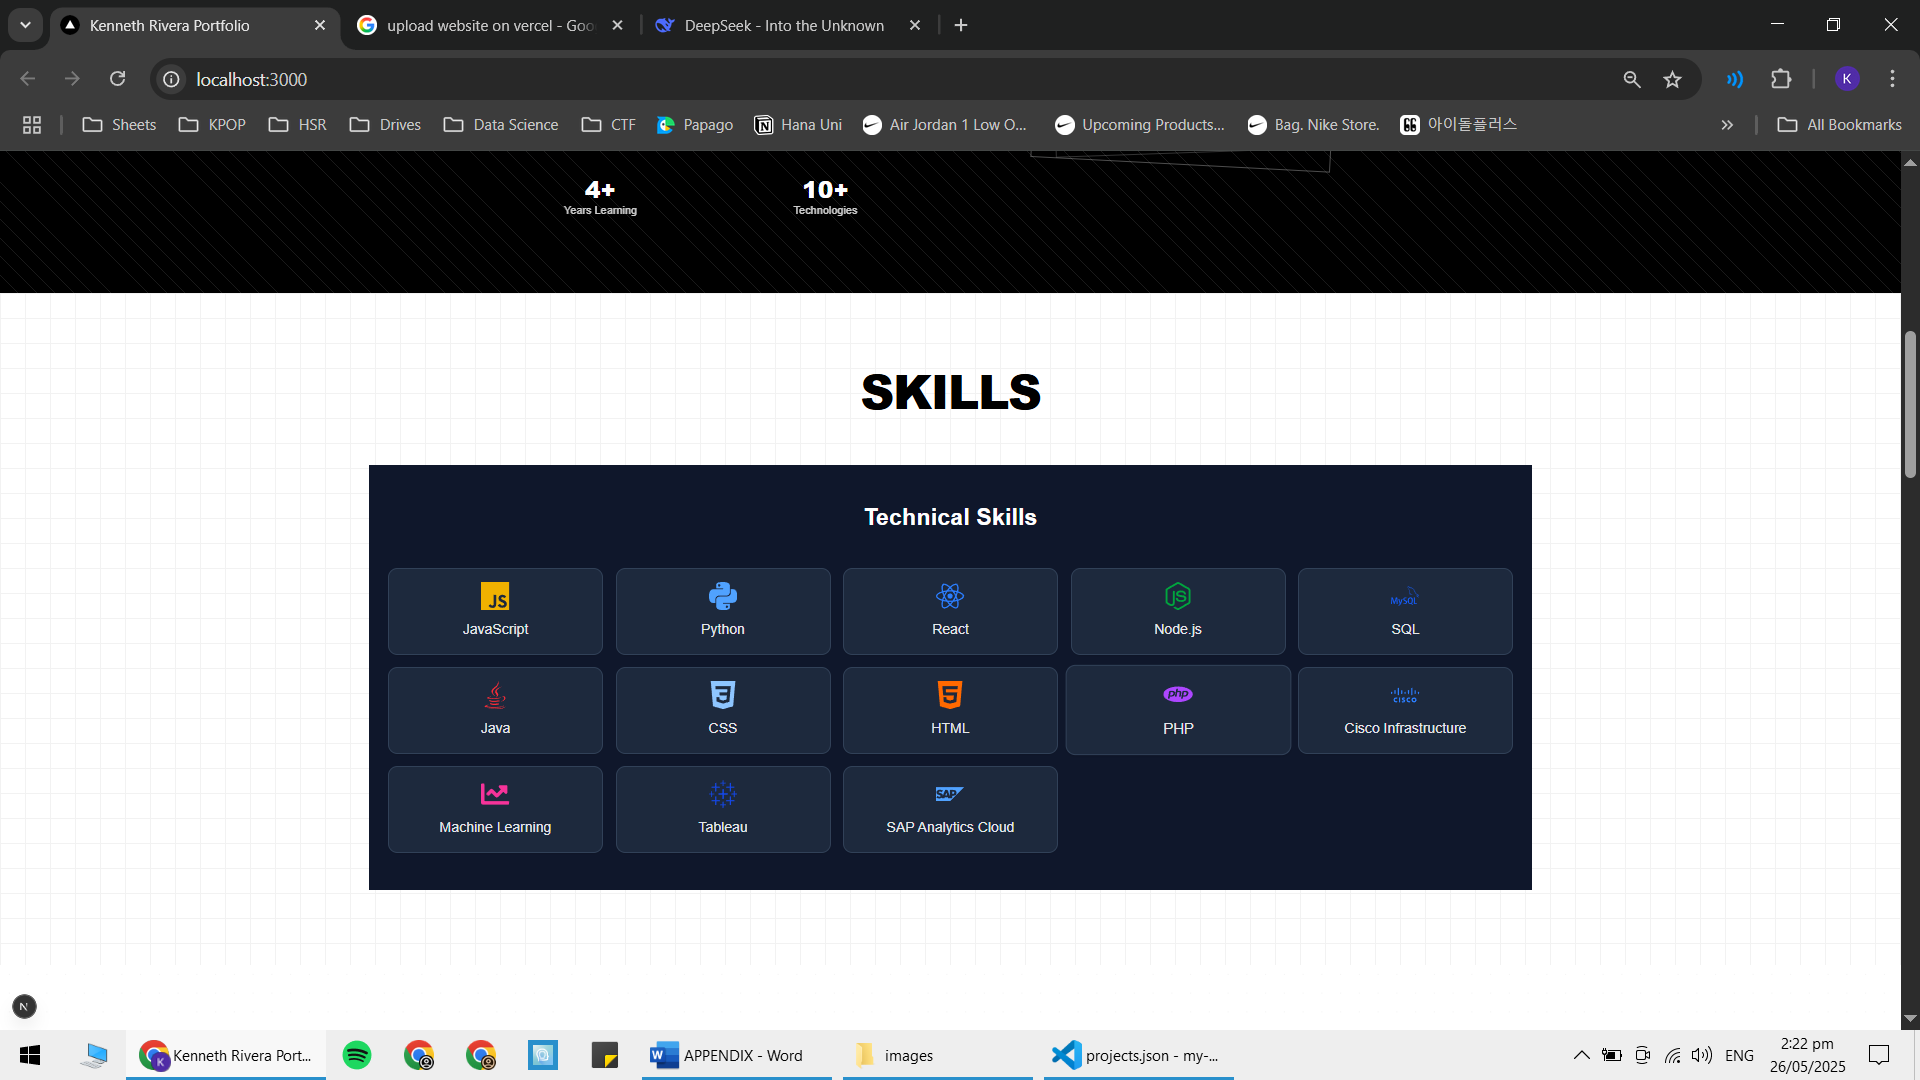 Kenneth Rivera Portfolio
upload website on vercel - Goo
DeepSeek - Into the Unknown
localhost:3000
K
Sheets
KPOP
HSR
Drives
Data Science
CTF
Papago
Hana Uni
Air Jordan 1 Low O...
Upcoming Products...
Bag. Nike Store.
아이돌플러스
All Bookmarks
4+
Years Learning
10+
Technologies
SKILLS
Technical Skills
JS
JavaScript
Python
React
JS
Node.js
MySQL
SQL
Java
3
CSS
5
HTML
php
PHP
cisco
Cisco Infrastructure
Machine Learning
Tableau
SAP
SAP Analytics Cloud
N
K
Kenneth Rivera Port...
W
APPENDIX - Word
images
projects.json - my-...
ENG
2:22 pm
26/05/2025